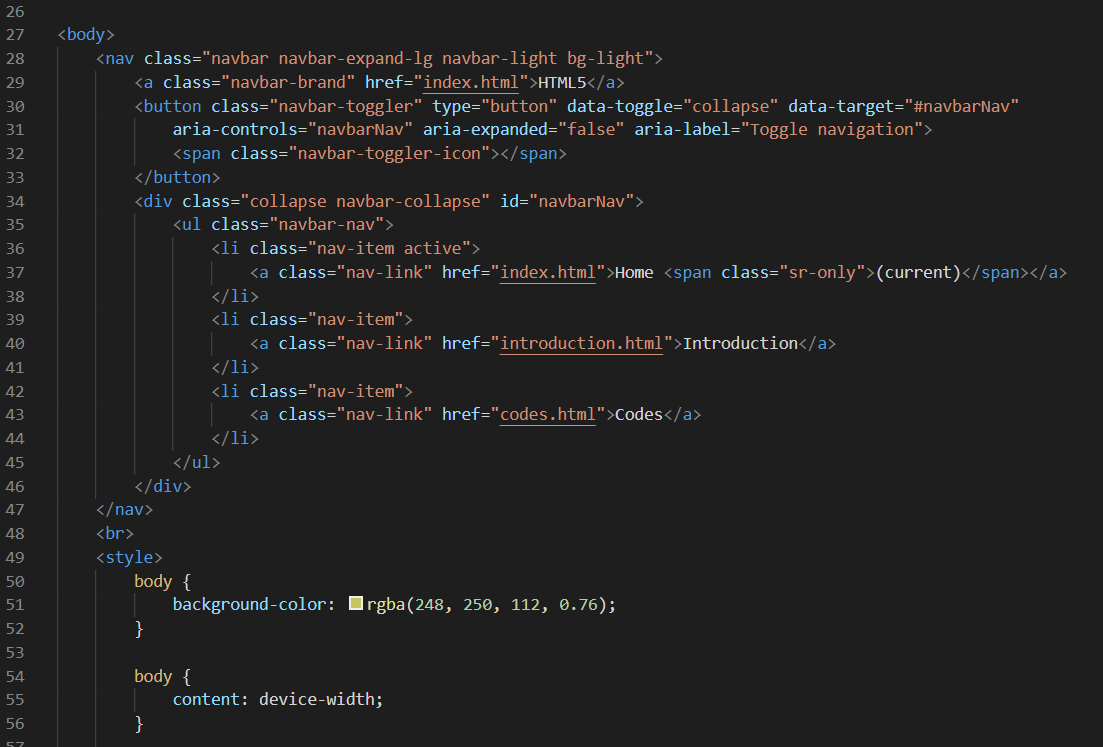 26
27 <body>
28 <nav class="navbar navbar-expand-lg navbar-light bg-light">
29 <a class="navbar-brand" href="index.html">HTML5</a>
30 <button class="navbar-toggler" type="button" data-toggle="collapse" data-target="#navbarNav"
31 aria-controls="navbarNav" aria-expanded="false" aria-label="Toggle navigation">
32 <span class="navbar-toggler-icon"></span>
33 </button>
34 <div class="collapse navbar-collapse" id="navbarNav">
35 <ul class="navbar-nav">
36 <li class="nav-item active">
37 <a class="nav-link" href="index.html">Home <span class="sr-only">(current)</span></a>
38 </li>
39 <li class="nav-item">
40 <a class="nav-link" href="introduction.html">Introduction</a>
41 </li>
42 <li class="nav-item">
43 <a class="nav-link" href="codes.html">Codes</a>
44 </li>
45 </ul>
46 </div>
47 </nav>
48 <br>
49 <style>
50 body {
51 background-color: rgba(248, 250, 112, 0.76);
52 }
53
54 body {
55 content: device-width;
56 }
57